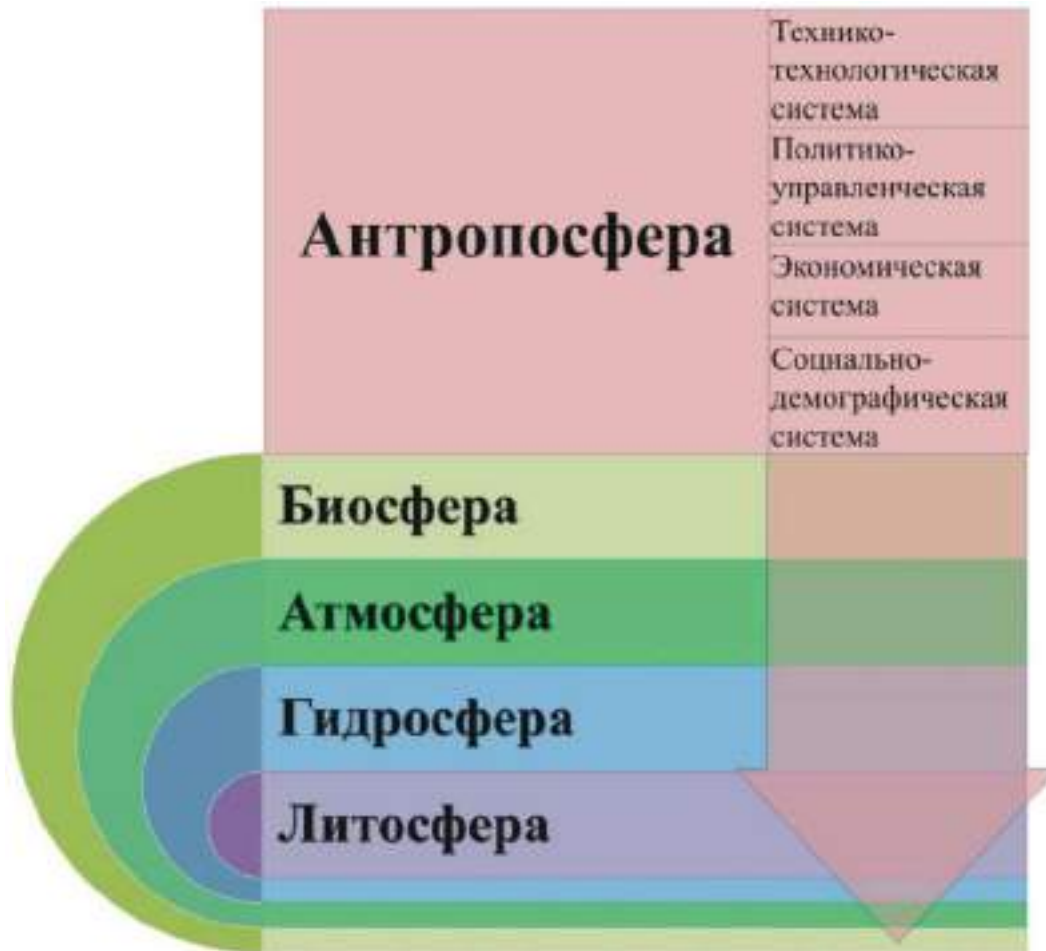 Антропосфера
Технико-
технологическая
система
Политико-
управленческая
система
Экономическая
система
Социально-
демографическая
система
Биосфера
Атмосфера
Гидросфера
Литосфера